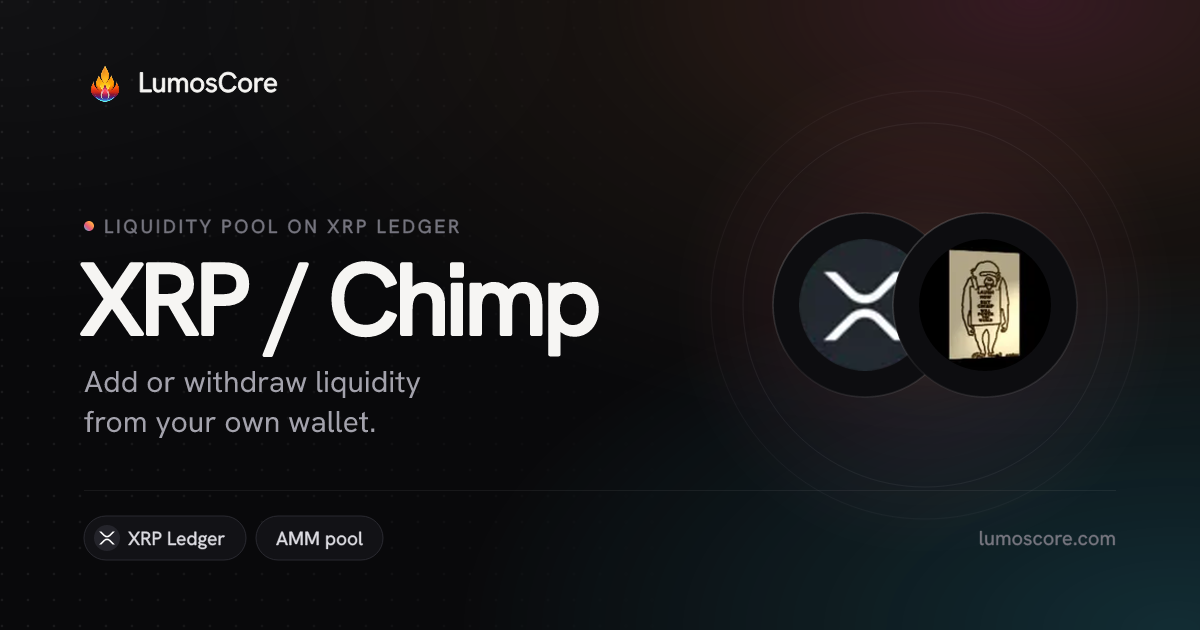 LumosCore
LIQUIDITY POOL ON XRP LEDGER
XRP / Chimp
Add or withdraw liquidity
from your own wallet.
XRP Ledger
AMM pool
lumoscore.com